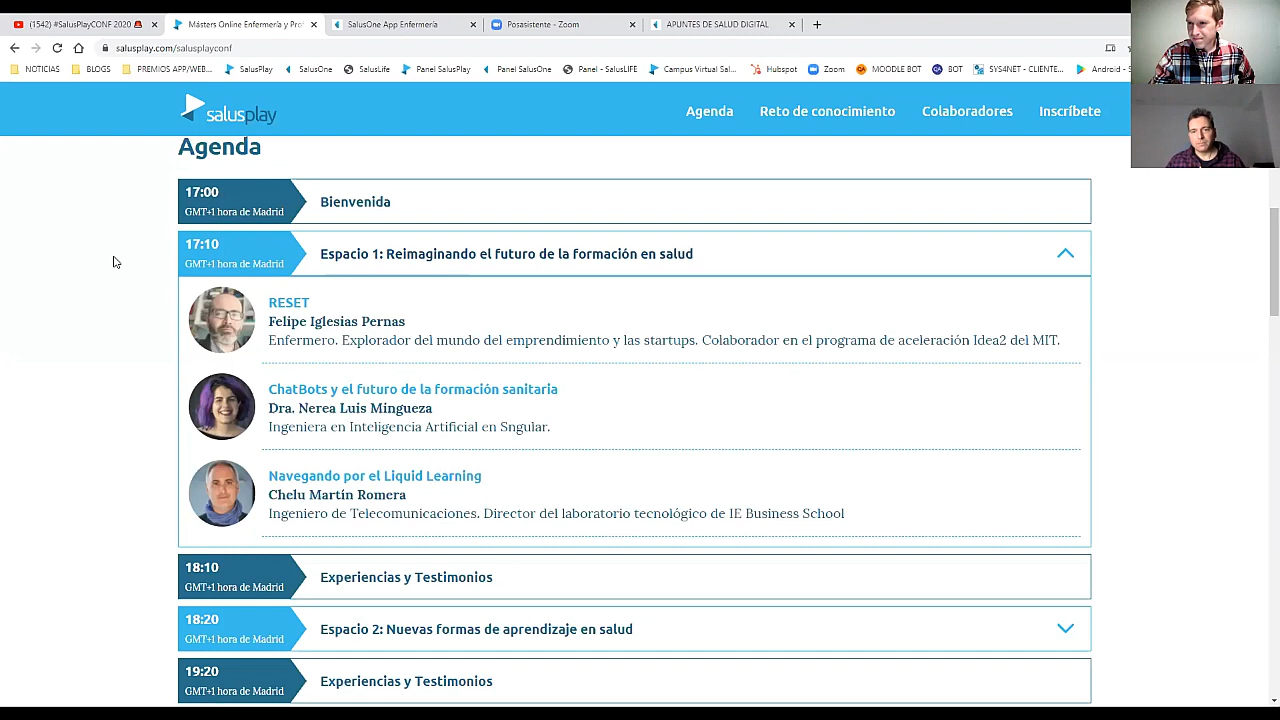 (1542) #SalusPlayCONF 2020
Másters Online Enfermería y Pro
SalusOne App Enfermería
Posasistente - Zoom
APUNTES DE SALUD DIGITAL
salusplay.com/salusplayconf
NOTICIAS
BLOGS
PREMIOS APP/WEB...
SalusPlay
SalusOne
SalusLife
Panel SalusPlay
Panel SalusOne
Panel - SalusLIFE
Campus Virtual Sal...
Hubspot
Zoom
MOODLE BOT
BOT
SYS4NET - CLIENTE...
Android -
salusplay
Agenda
Reto de conocimiento
Colaboradores
Inscríbete
Agenda
17:00
GMT+1 hora de Madrid
Bienvenida
17:10
GMT+1 hora de Madrid
Espacio 1: Reimaginando el futuro de la formación en salud
RESET
Felipe Iglesias Pernas
Enfermero. Explorador del mundo del emprendimiento y las startups. Colaborador en el programa de aceleración Idea2 del MIT.
ChatBots y el futuro de la formación sanitaria
Dra. Nerea Luis Mingueza
Ingeniera en Inteligencia Artificial en Sngular.
Navegando por el Liquid Learning
Chelu Martín Romera
Ingeniero de Telecomunicaciones. Director del laboratorio tecnológico de IE Business School
18:10
GMT+1 hora de Madrid
Experiencias y Testimonios
18:20
GMT+1 hora de Madrid
Espacio 2: Nuevas formas de aprendizaje en salud
19:20
GMT+1 hora de Madrid
Experiencias y Testimonios